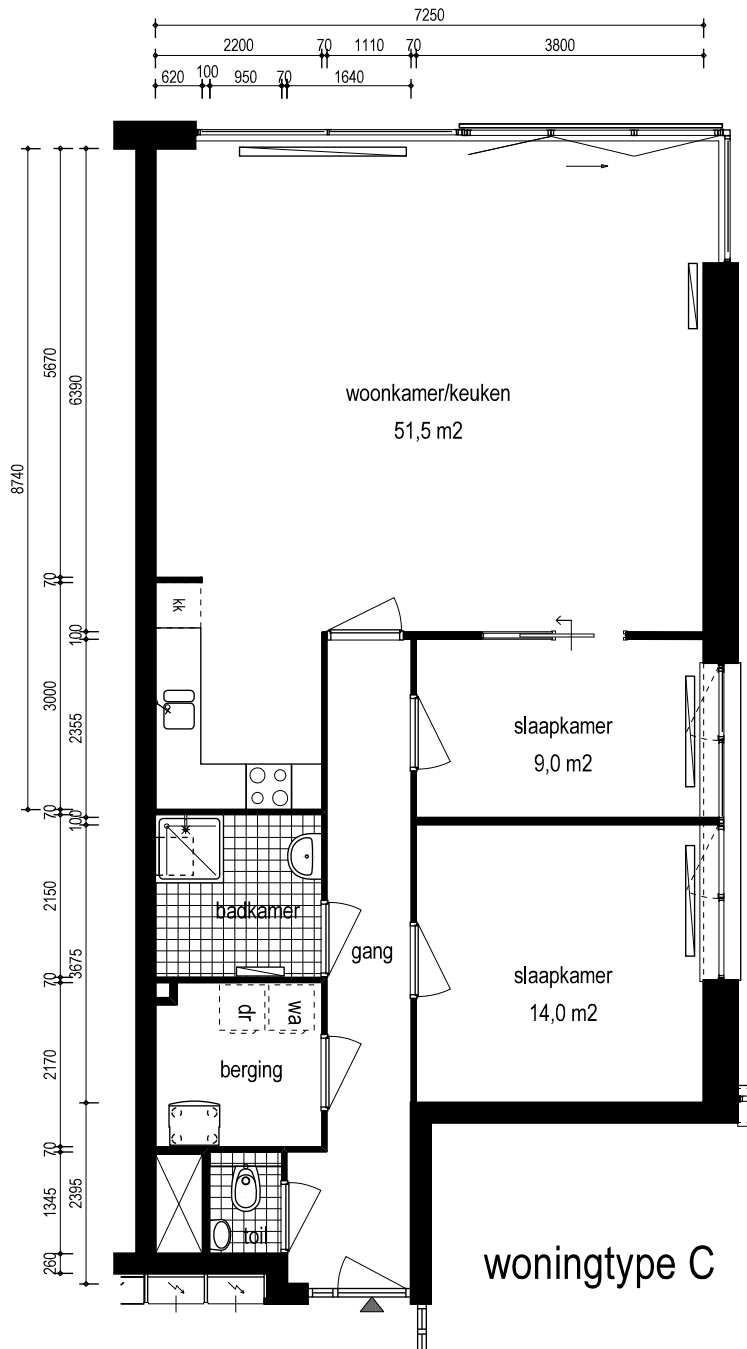 7250
2200 70 1110 70 3800
620 100 950 70 1640
woonkamer/keuken
51,5 m2
8740
5670
6390
70
100
kk
3000
2355
slaapkamer
9,0 m2
70
100
badkamer
2150
3675
gang
slaapkamer
14,0 m2
70
dr
wa
2170
berging
70
1345
2395
toil
260
woningtype C